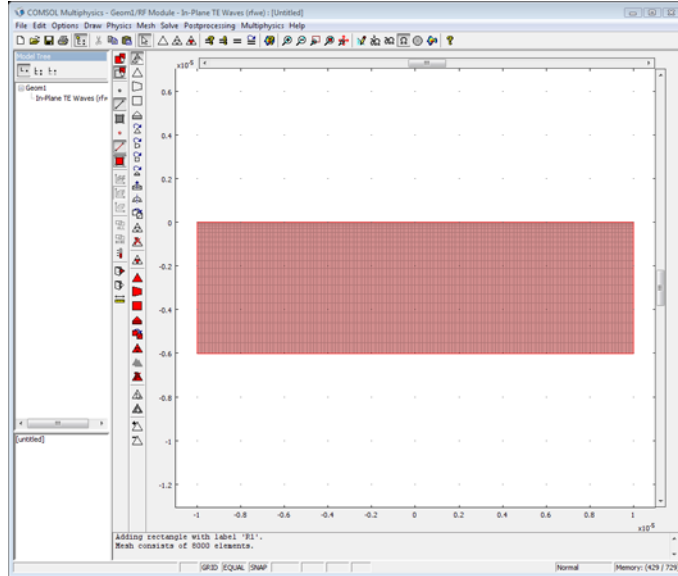 COMSOL Multiphysics - Geom1/RF Module - In-Plane TE Waves (rfwe) : [Untitled]
File Edit Options Draw Physics Mesh Solve Postprocessing Multiphysics Help
Model Tree
Geom1
In-Plane TE Waves (rfw
[untitled]
x10⁻⁵
0.6
0.4
0.2
0
-0.2
-0.4
-0.6
-0.8
-1
-1.2
-1 -0.8 -0.6 -0.4 -0.2 0 0.2 0.4 0.6 0.8 1
x10⁻⁵
Adding rectangle with label 'R1'.
Mesh consists of 8000 elements.
GRID EQUAL SNAP Normal Memory: (429 / 729